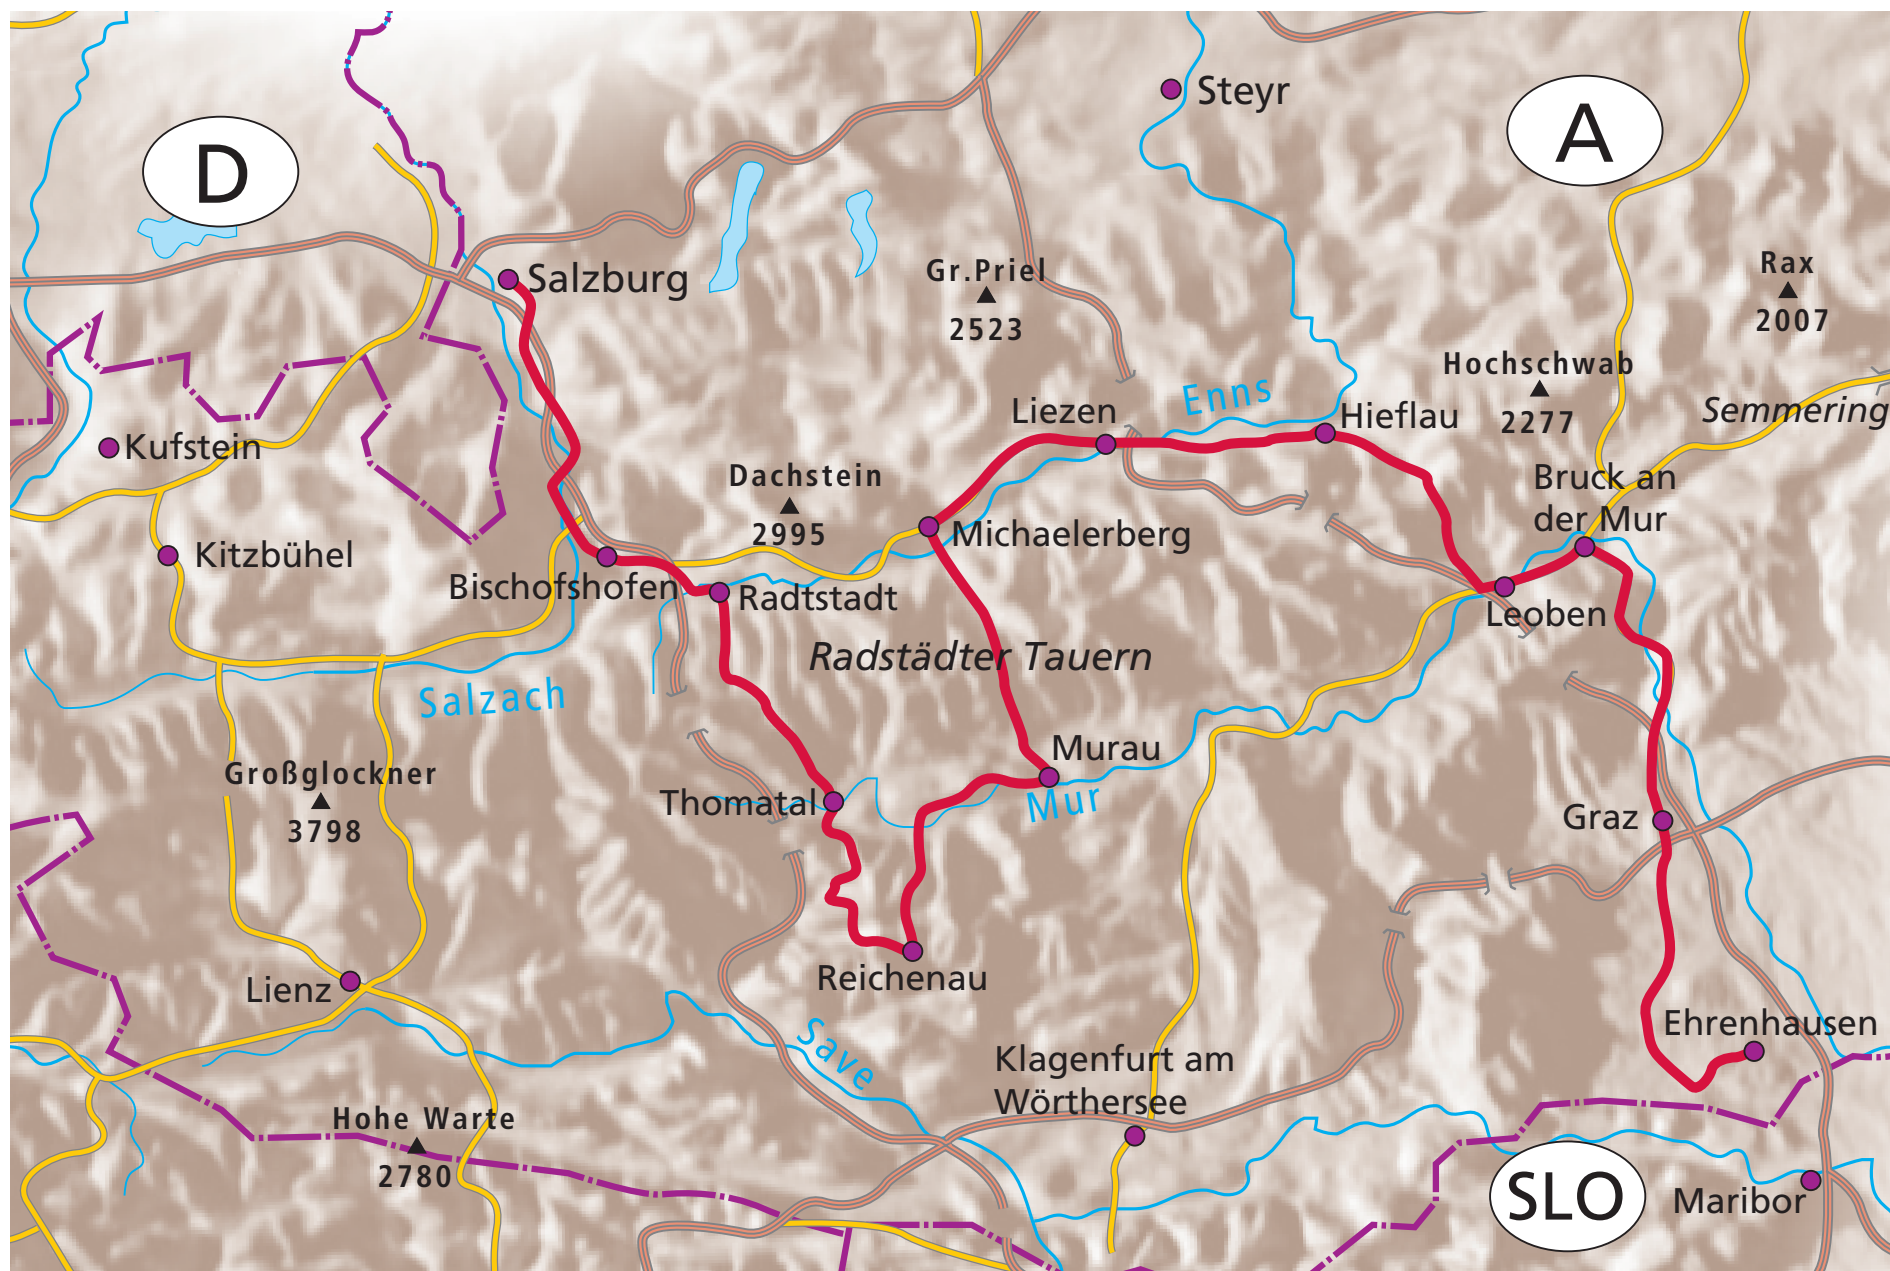 Steyr
A
D
Salzburg
Gr.Priel
2523
Rax
2007
Hochschwab
2277
Semmering
Enns
Liezen
Hieflau
Kufstein
Dachstein
2995
Bruck an
der Mur
Michaelerberg
Kitzbühel
Bischofshofen
Radtstadt
Leoben
Radstädter Tauern
Salzach
Murau
Großglockner
3798
Thomatal
Mur
Graz
Reichenau
Lienz
Save
Ehrenhausen
Klagenfurt am
Wörthersee
Hohe Warte
2780
SLO
Maribor